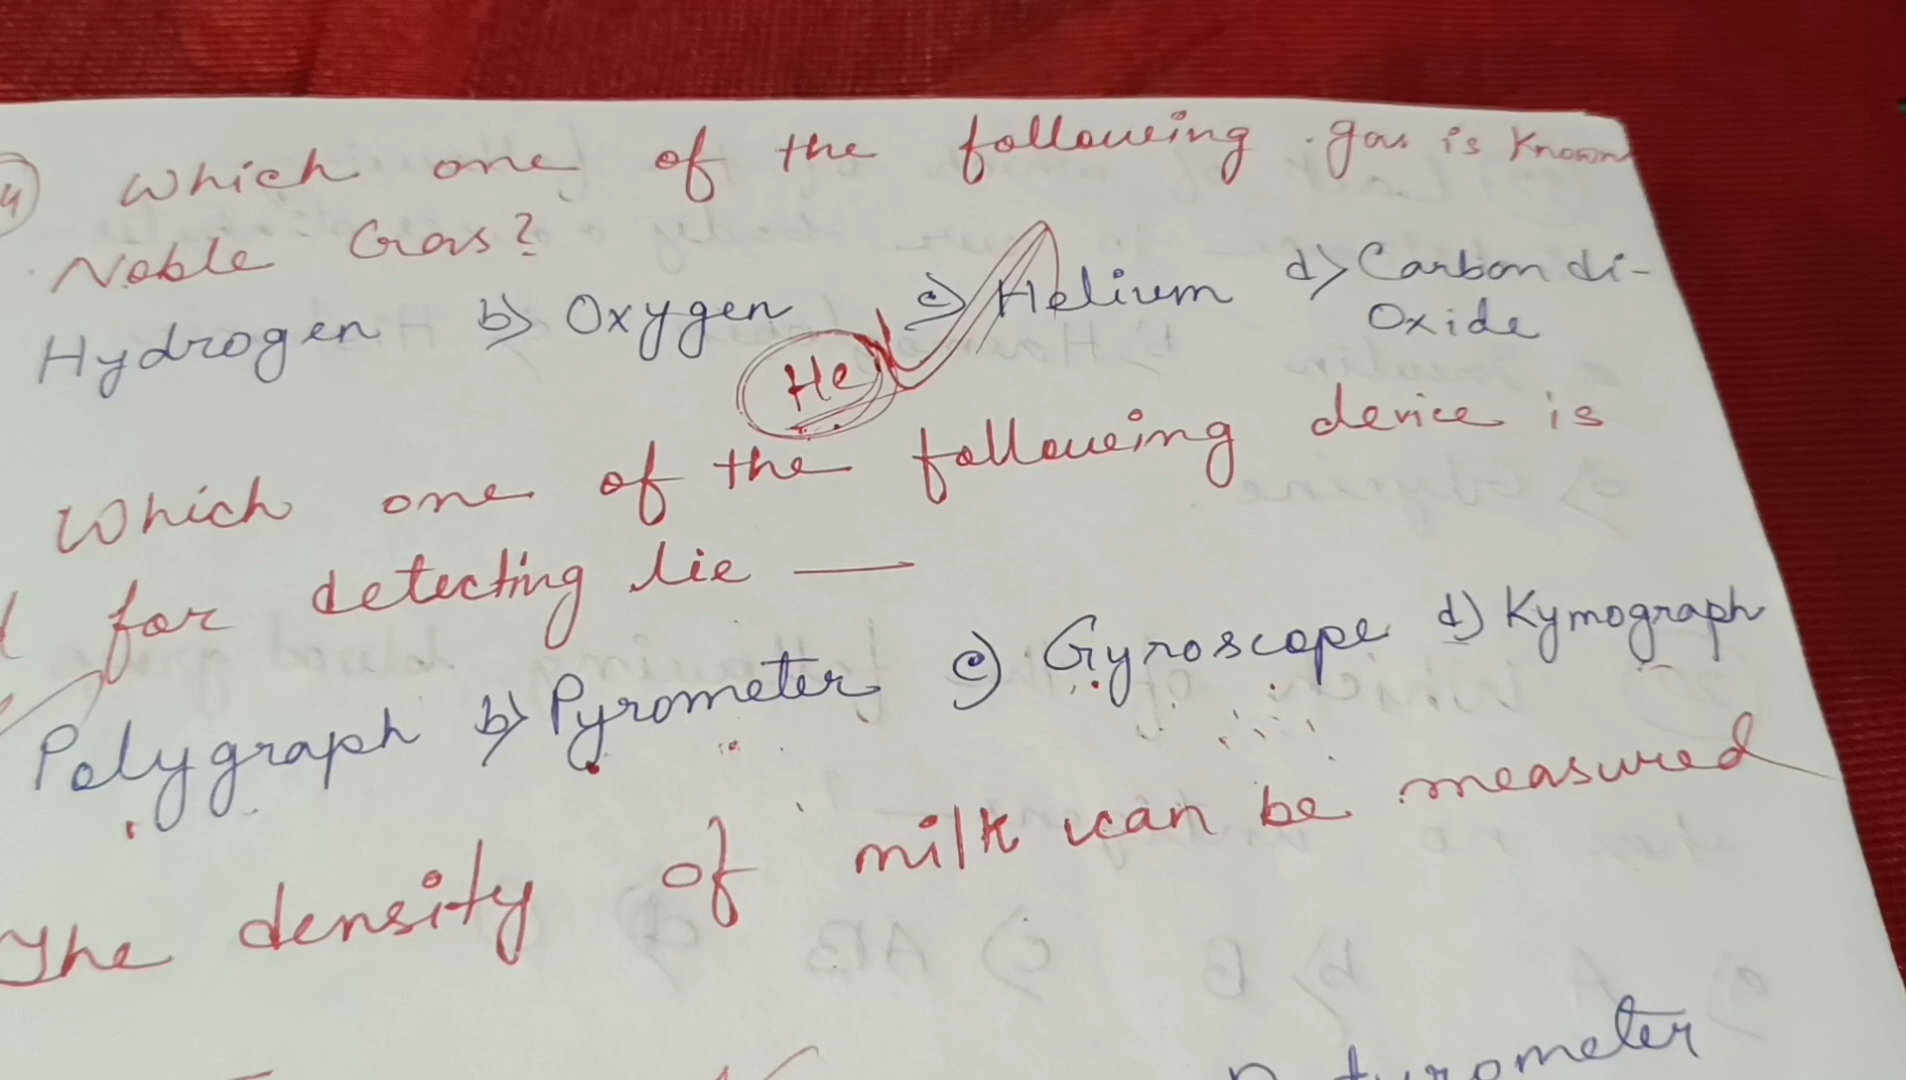 4) Which one of the following gas is known
Noble Gas?
Hydrogen b) Oxygen c) Helium d) Carbon di-
Oxide
He
Which one of the following device is
for detecting lie —
Polygraph b) Pyrometer c) Gyroscope d) Kymograph
The density of milk can be measured